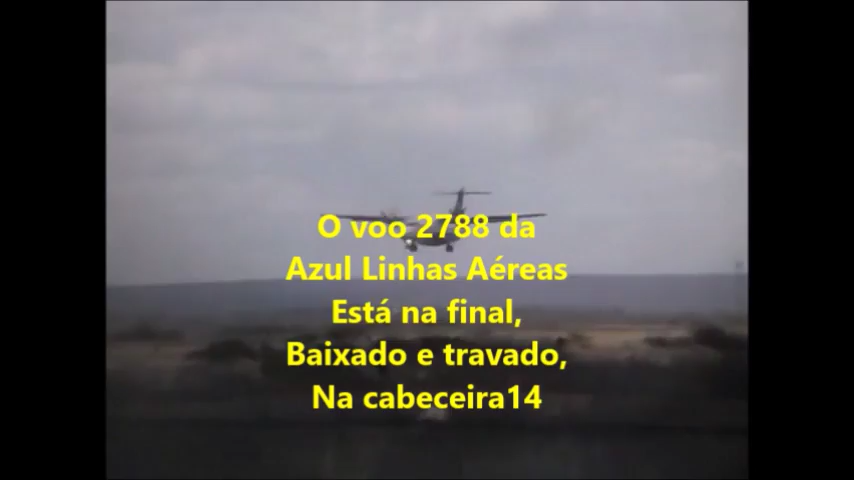 O voo 2788 da
Azul Linhas Aéreas
Está na final,
Baixado e travado,
Na cabeceira14